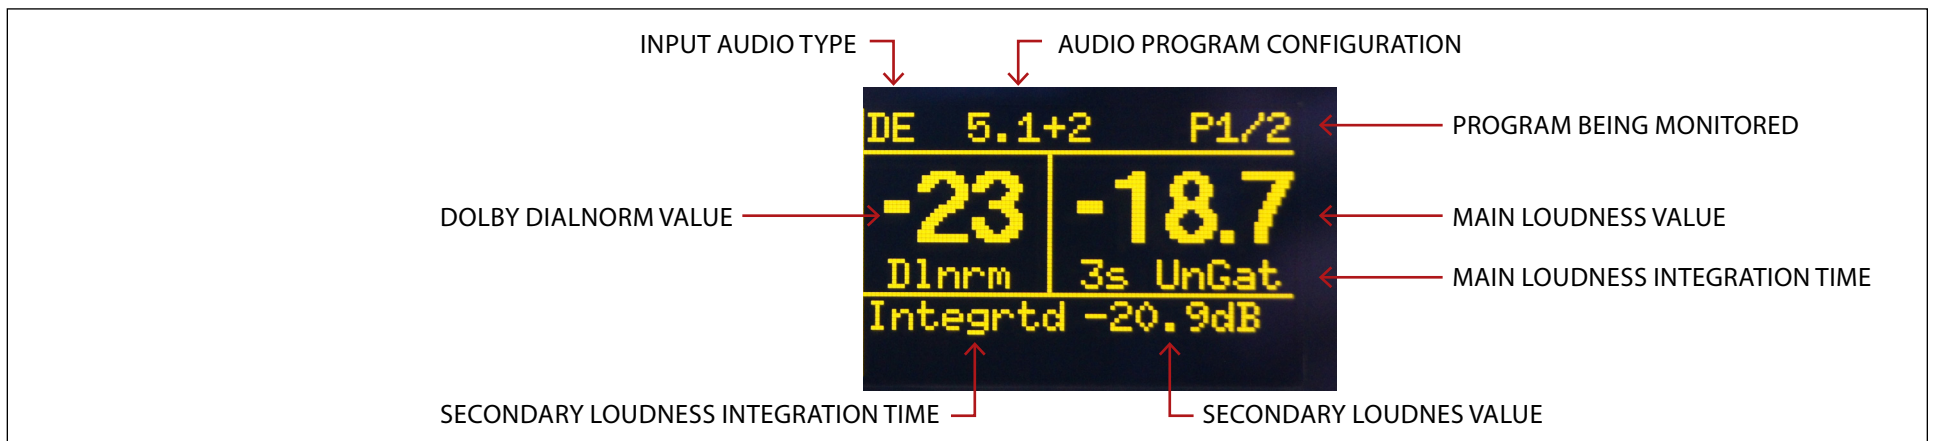 INPUT AUDIO TYPE
AUDIO PROGRAM CONFIGURATION
DE 5.1+2 P1/2
PROGRAM BEING MONITORED
DOLBY DIALNORM VALUE
-23 -18.7
MAIN LOUDNESS VALUE
Dlnrm 3s UnGat
MAIN LOUDNESS INTEGRATION TIME
Integrtd -20.9dB
SECONDARY LOUDNESS INTEGRATION TIME
SECONDARY LOUDNES VALUE